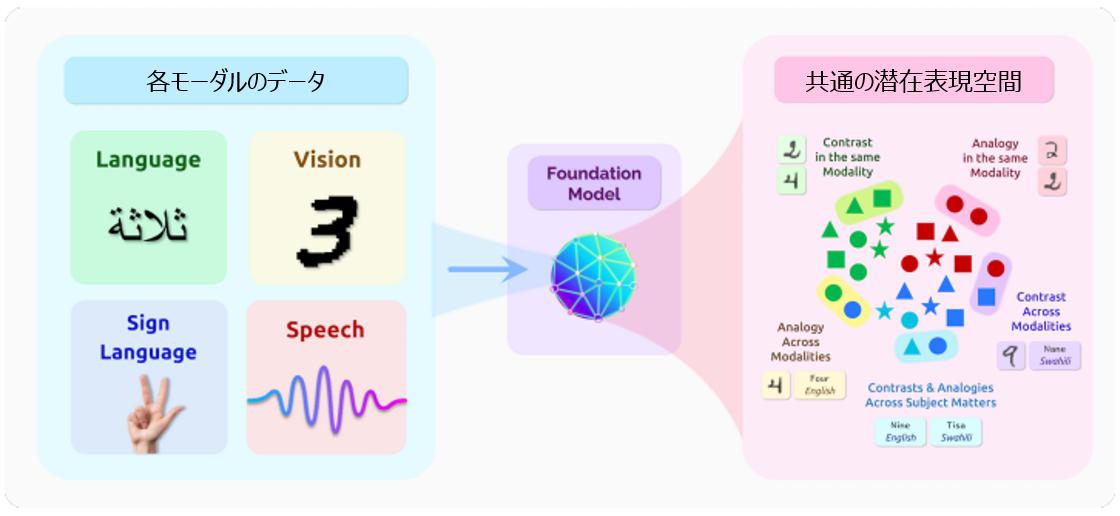 各モーダルのデータ
Language
ثلاثة
Vision
3
Sign
Language
Speech
Foundation
Model
共通の潜在表現空間
2
4
Contrast
in the same
Modality
Analogy
in the same
Modality
2
2
Contrast
Across
Modalities
9
Nane
Swahili
Analogy
Across
Modalities
4
Four
English
Contrasts & Analogies
Across Subject Matters
Nine
English
Tisa
Swahili